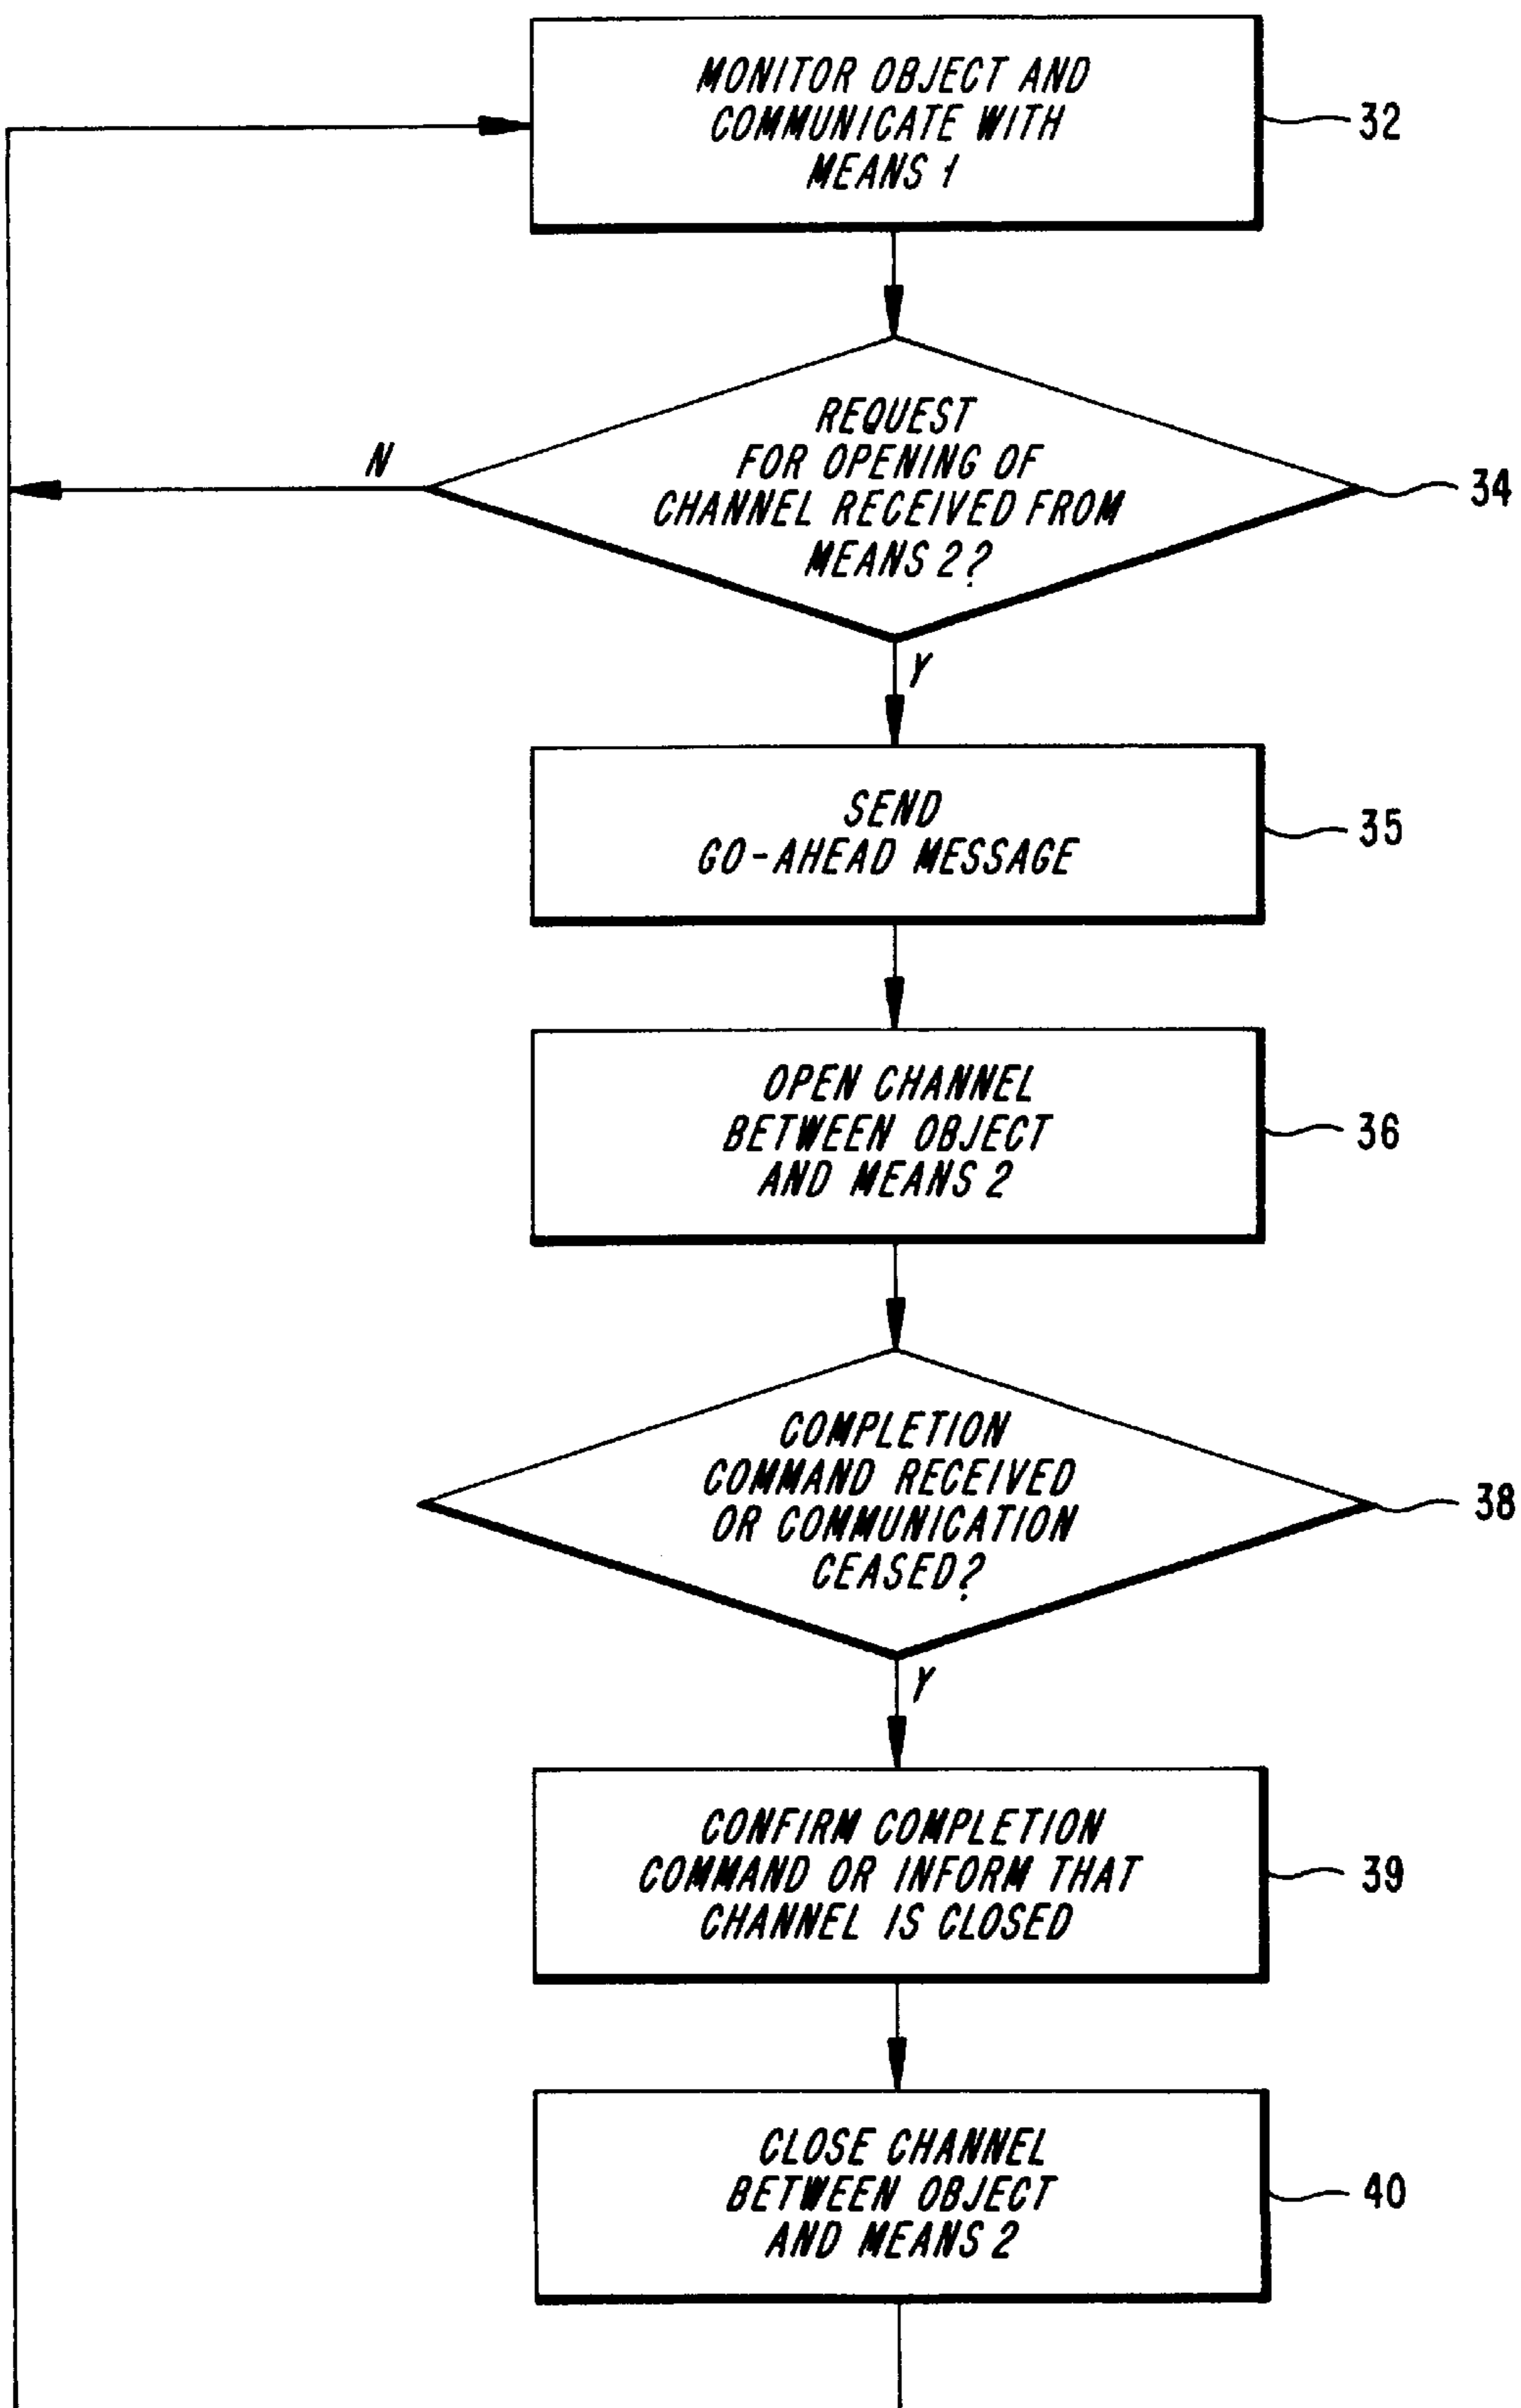 MONITOR OBJECT AND
COMMUNICATE WITH
MEANS 1
32
REQUEST
FOR OPENING OF
CHANNEL RECEIVED FROM
MEANS 2?
N
34
Y
SEND
GO-AHEAD MESSAGE
35
OPEN CHANNEL
BETWEEN OBJECT
AND MEANS 2
36
COMPLETION
COMMAND RECEIVED
OR COMMUNICATION
CEASED?
38
Y
CONFIRM COMPLETION
COMMAND OR INFORM THAT
CHANNEL IS CLOSED
39
CLOSE CHANNEL
BETWEEN OBJECT
AND MEANS 2
40